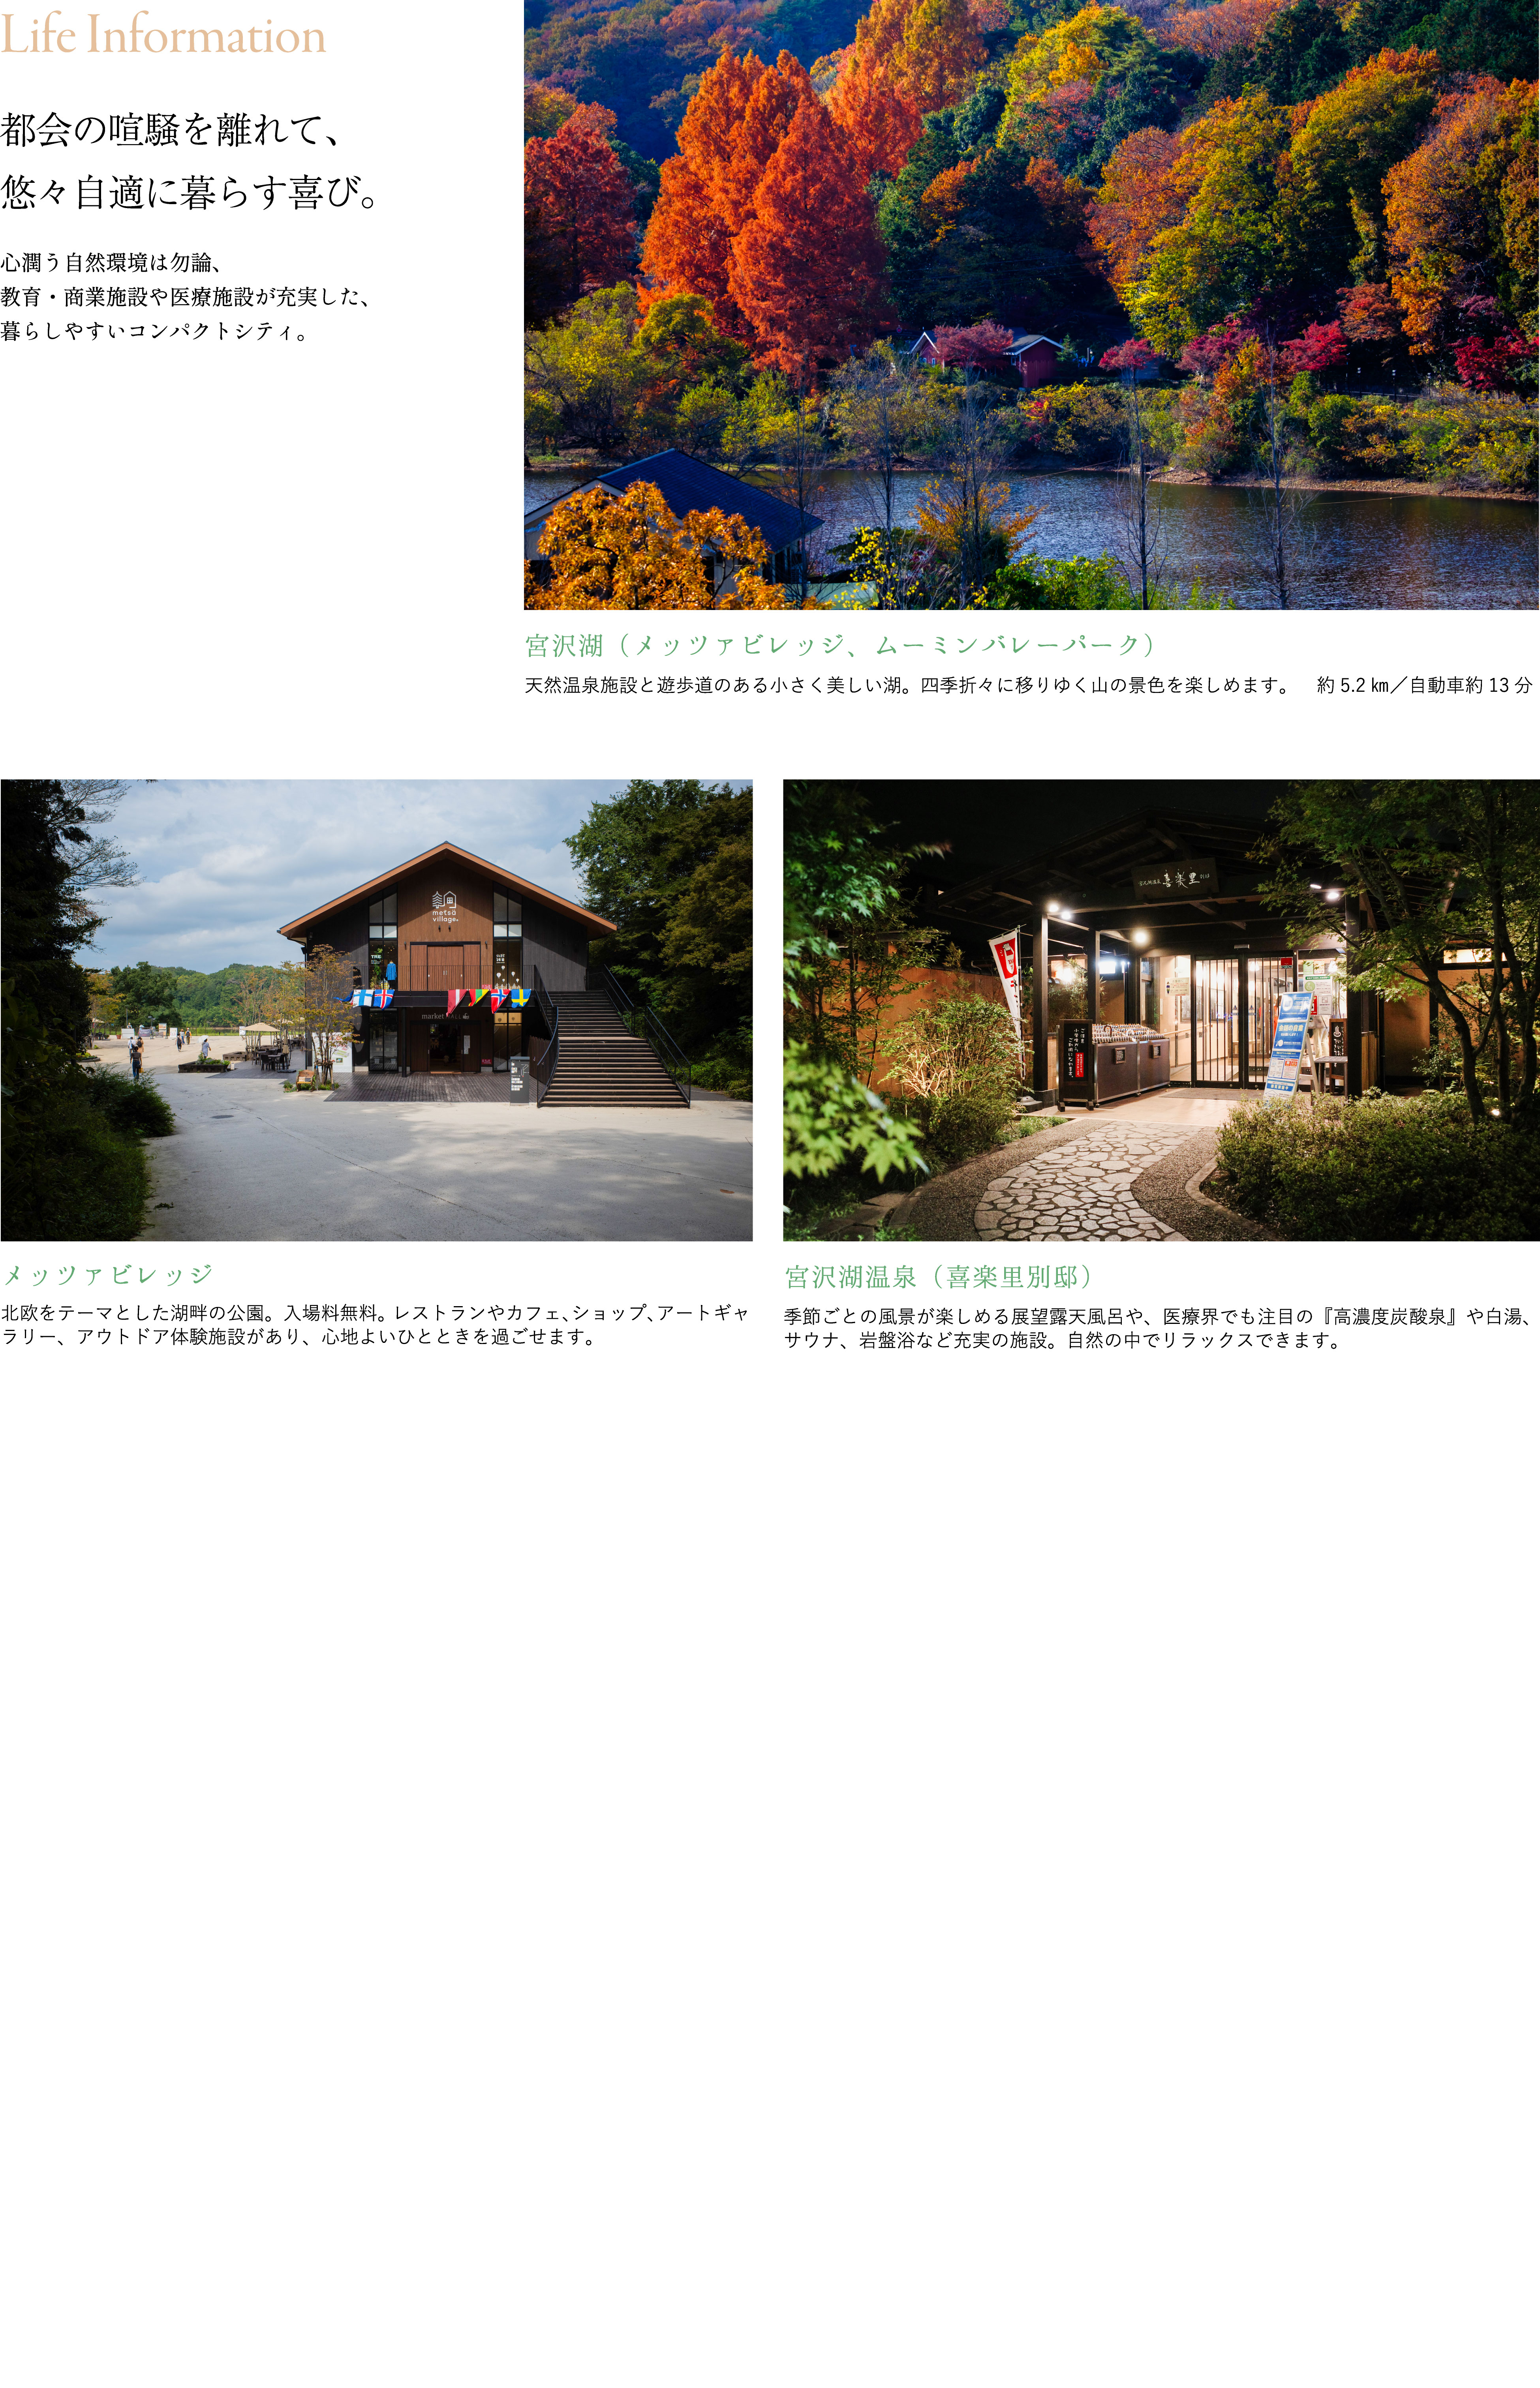 Life Information
都会の喧騒を離れて、
悠々自適に暮らす喜び。
心潤う自然環境は勿論、
教育・商業施設や医療施設が充実した、
暮らしやすいコンパクトシティ。
宮沢湖（メッツァビレッジ、ムーミンバレーパーク）
天然温泉施設と遊歩道のある小さく美しい湖。四季折々に移りゆく山の景色を楽しめます。　約 5.2 ㎞／自動車約 13 分
metsä
village
market
メッツァビレッジ
北欧をテーマとした湖畔の公園。入場料無料。レストランやカフェ、ショップ、アートギャ
ラリー、アウトドア体験施設があり、心地よいひとときを過ごせます。
宮沢湖温泉 喜楽里 別邸
宮沢湖温泉（喜楽里別邸）
季節ごとの風景が楽しめる展望露天風呂や、医療界でも注目の『高濃度炭酸泉』や白湯、
サウナ、岩盤浴など充実の施設。自然の中でリラックスできます。